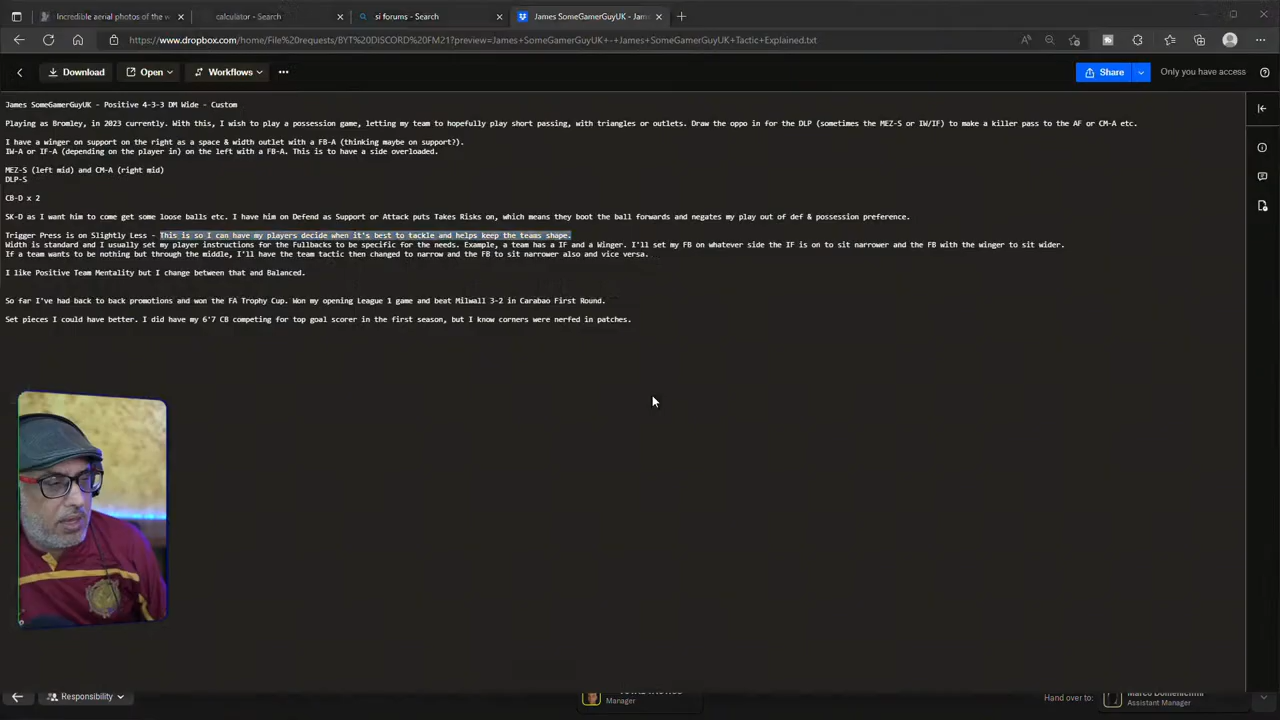 Incredible aerial photos of the w
calculator - Search
si forums - Search
James SomeGamerGuyUK - Jam
https://www.dropbox.com/home/File%20requests/BYT%20DISCORD%20FM21?preview=James+SomeGamerGuyUK+-+James+SomeGamerGuyUK+Tactic+Explained.txt
Download
Open
Workflows
Share
Only you have access
James SomeGamerGuyUK - Positive 4-3-3 DM Wide - Custom
Playing as Bromley, in 2023 currently. With this, I wish to play a possession game, letting my team to hopefully play short passing, with triangles or outlets. Draw the oppo in for the DLP (sometimes the MEZ-S or IW/IF) to make a killer pass to the AF or CM-A etc.
I have a winger on support on the right as a space & width outlet with a FB-A (thinking maybe on support?).
IW-A or IF-A (depending on the player in) on the left with a FB-A. This is to have a side overloaded.
MEZ-S (left mid) and CM-A (right mid)
DLP-S
CB-D x 2
SK-D as I want him to come get some loose balls etc. I have him on Defend as Support or Attack puts Takes Risks on, which means they boot the ball forwards and negates my play out of def & possession preference.
Trigger Press is on Slightly Less - This is so I can have my players decide when it's best to tackle and helps keep the teams shape.
Width is standard and I usually set my player instructions for the Fullbacks to be specific for the needs. Example, a team has a IF and a Winger. I'll set my FB on whatever side the IF is on to sit narrower and the FB with the winger to sit wider.
If a team wants to be nothing but through the middle, I'll have the team tactic then changed to narrow and the FB to sit narrower also and vice versa.
I like Positive Team Mentality but I change between that and Balanced.
So far I've had back to back promotions and won the FA Trophy Cup. Won my opening League 1 game and beat Milwall 3-2 in Carabao First Round.
Set pieces I could have better. I did have my 6'7 CB competing for top goal scorer in the first season, but I know corners were nerfed in patches.
Responsibility
Manager
Hand over to:
Assistant Manager